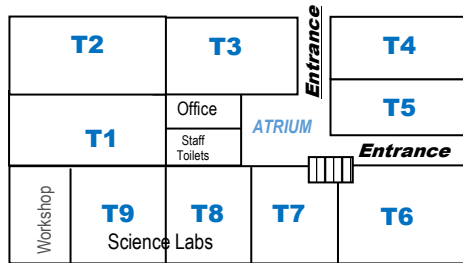 T2
T3
Entrance
T4
T5
Office
ATRIUM
T1
Staff
Toilets
Entrance
Workshop
T9
T8
T7
T6
Science Labs